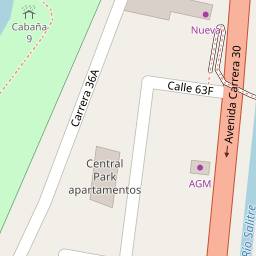 Cabaña
9
Nueva
Carrera 36A
Calle 63F
Avenida Carrera 30
Central
Park
apartamentos
AGM
Río Salitre